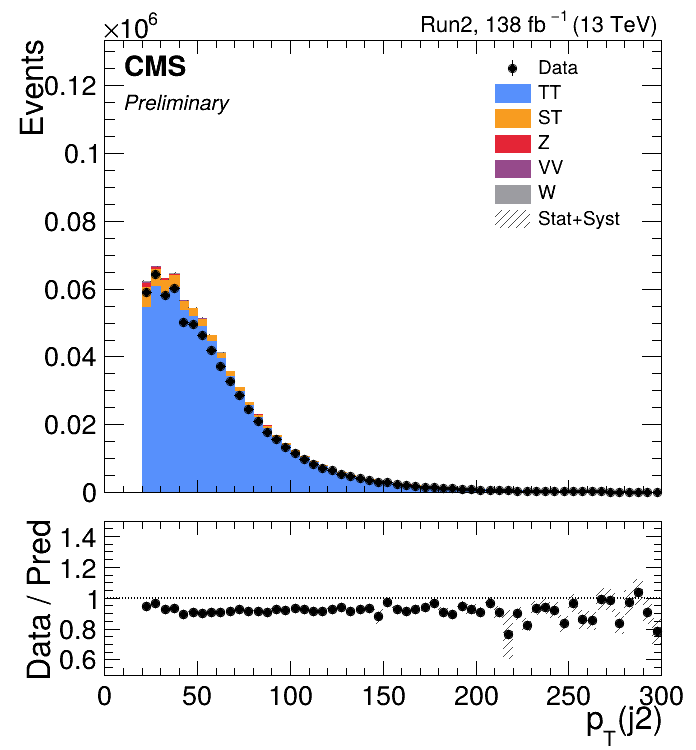 ×10⁶
Run2, 138 fb⁻¹ (13 TeV)
Events
CMS
Preliminary
Data
TT
ST
Z
VV
W
Stat+Syst
0.12
0.1
0.08
0.06
0.04
0.02
0
Data / Pred
1.4
1.2
1
0.8
0.6
0 50 100 150 200 250 300
p_T(j2)